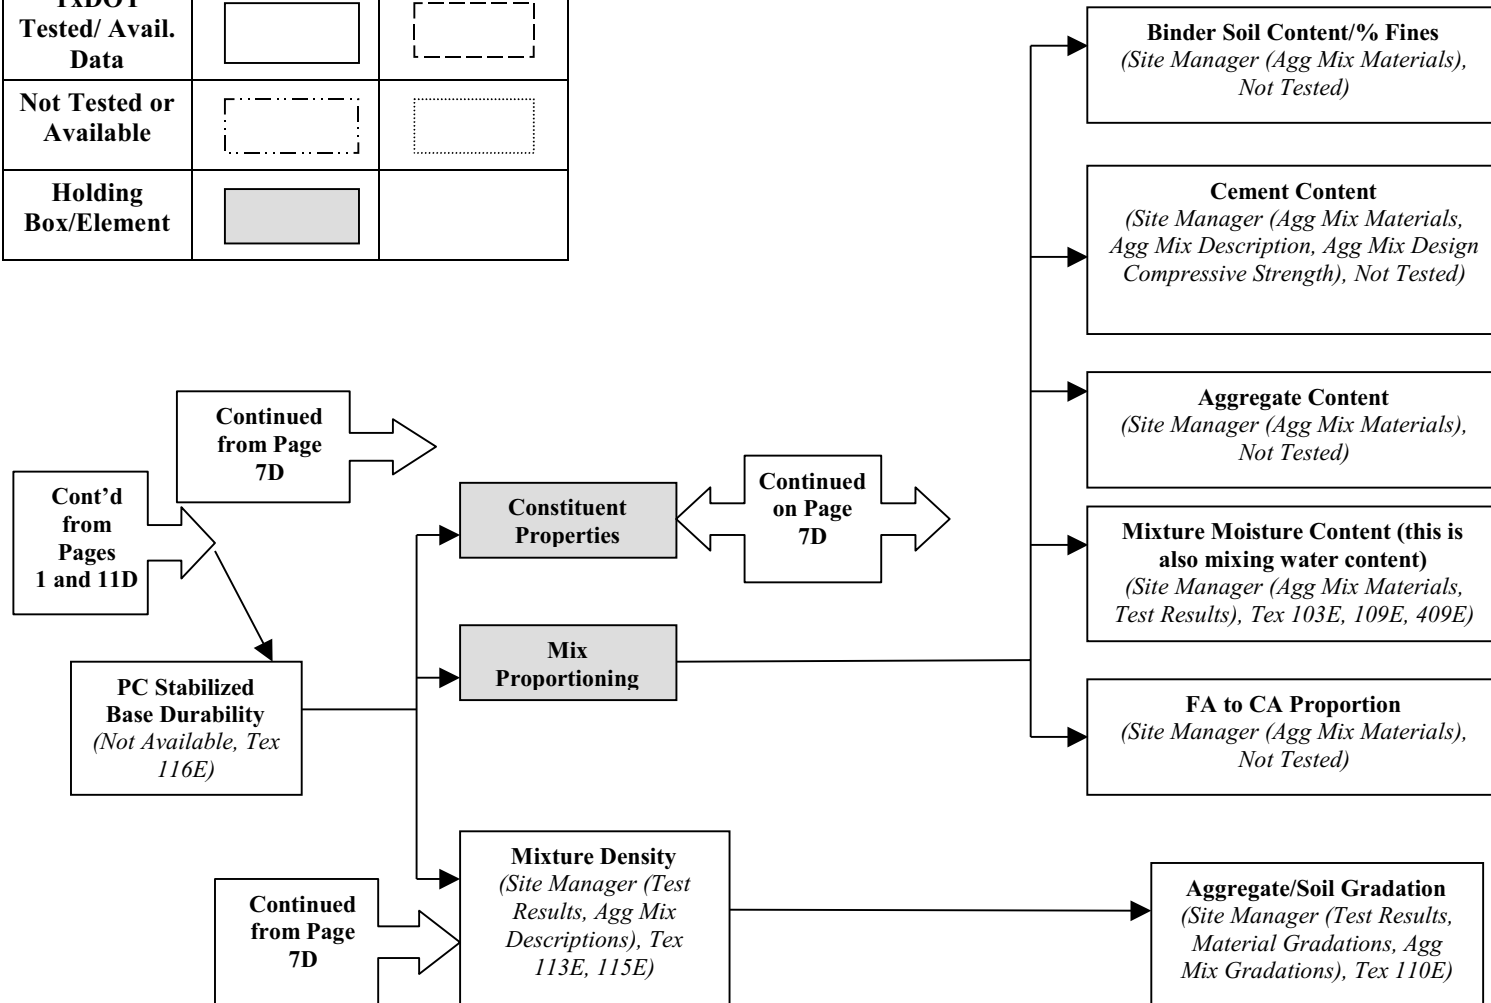 TxDOT
Tested/ Avail.
Data
Not Tested or
Available
Holding
Box/Element
Binder Soil Content/% Fines
(Site Manager (Agg Mix Materials),
Not Tested)
Cement Content
(Site Manager (Agg Mix Materials,
Agg Mix Description, Agg Mix Design
Compressive Strength), Not Tested)
Aggregate Content
(Site Manager (Agg Mix Materials),
Not Tested)
Mixture Moisture Content (this is
also mixing water content)
(Site Manager (Agg Mix Materials,
Test Results), Tex 103E, 109E, 409E)
FA to CA Proportion
(Site Manager (Agg Mix Materials),
Not Tested)
Continued
from Page
7D
Cont’d
from
Pages
1 and 11D
Constituent
Properties
Continued
on Page
7D
Mix
Proportioning
PC Stabilized
Base Durability
(Not Available, Tex
116E)
Mixture Density
(Site Manager (Test
Results, Agg Mix
Descriptions), Tex
113E, 115E)
Continued
from Page
7D
Aggregate/Soil Gradation
(Site Manager (Test Results,
Material Gradations, Agg
Mix Gradations), Tex 110E)